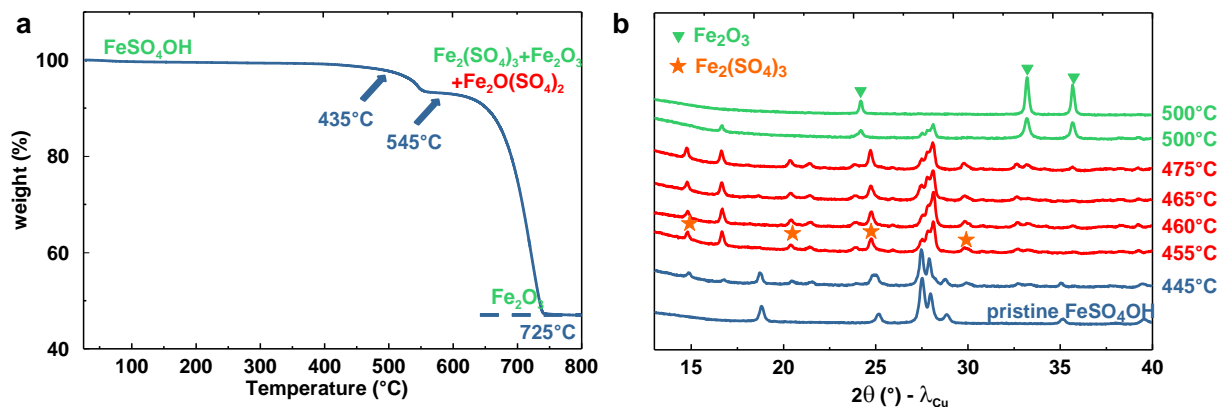 a
FeSO₄OH
Fe₂(SO₄)₃+Fe₂O₃
+Fe₂O(SO₄)₂
435°C
545°C
Fe₂O₃
725°C
100
80
60
40
weight (%)
100 200 300 400 500 600 700 800
Temperature (°C)
b
Fe₂O₃
Fe₂(SO₄)₃
500°C
500°C
475°C
465°C
460°C
455°C
445°C
pristine FeSO₄OH
15 20 25 30 35 40
2θ (°) - λCu